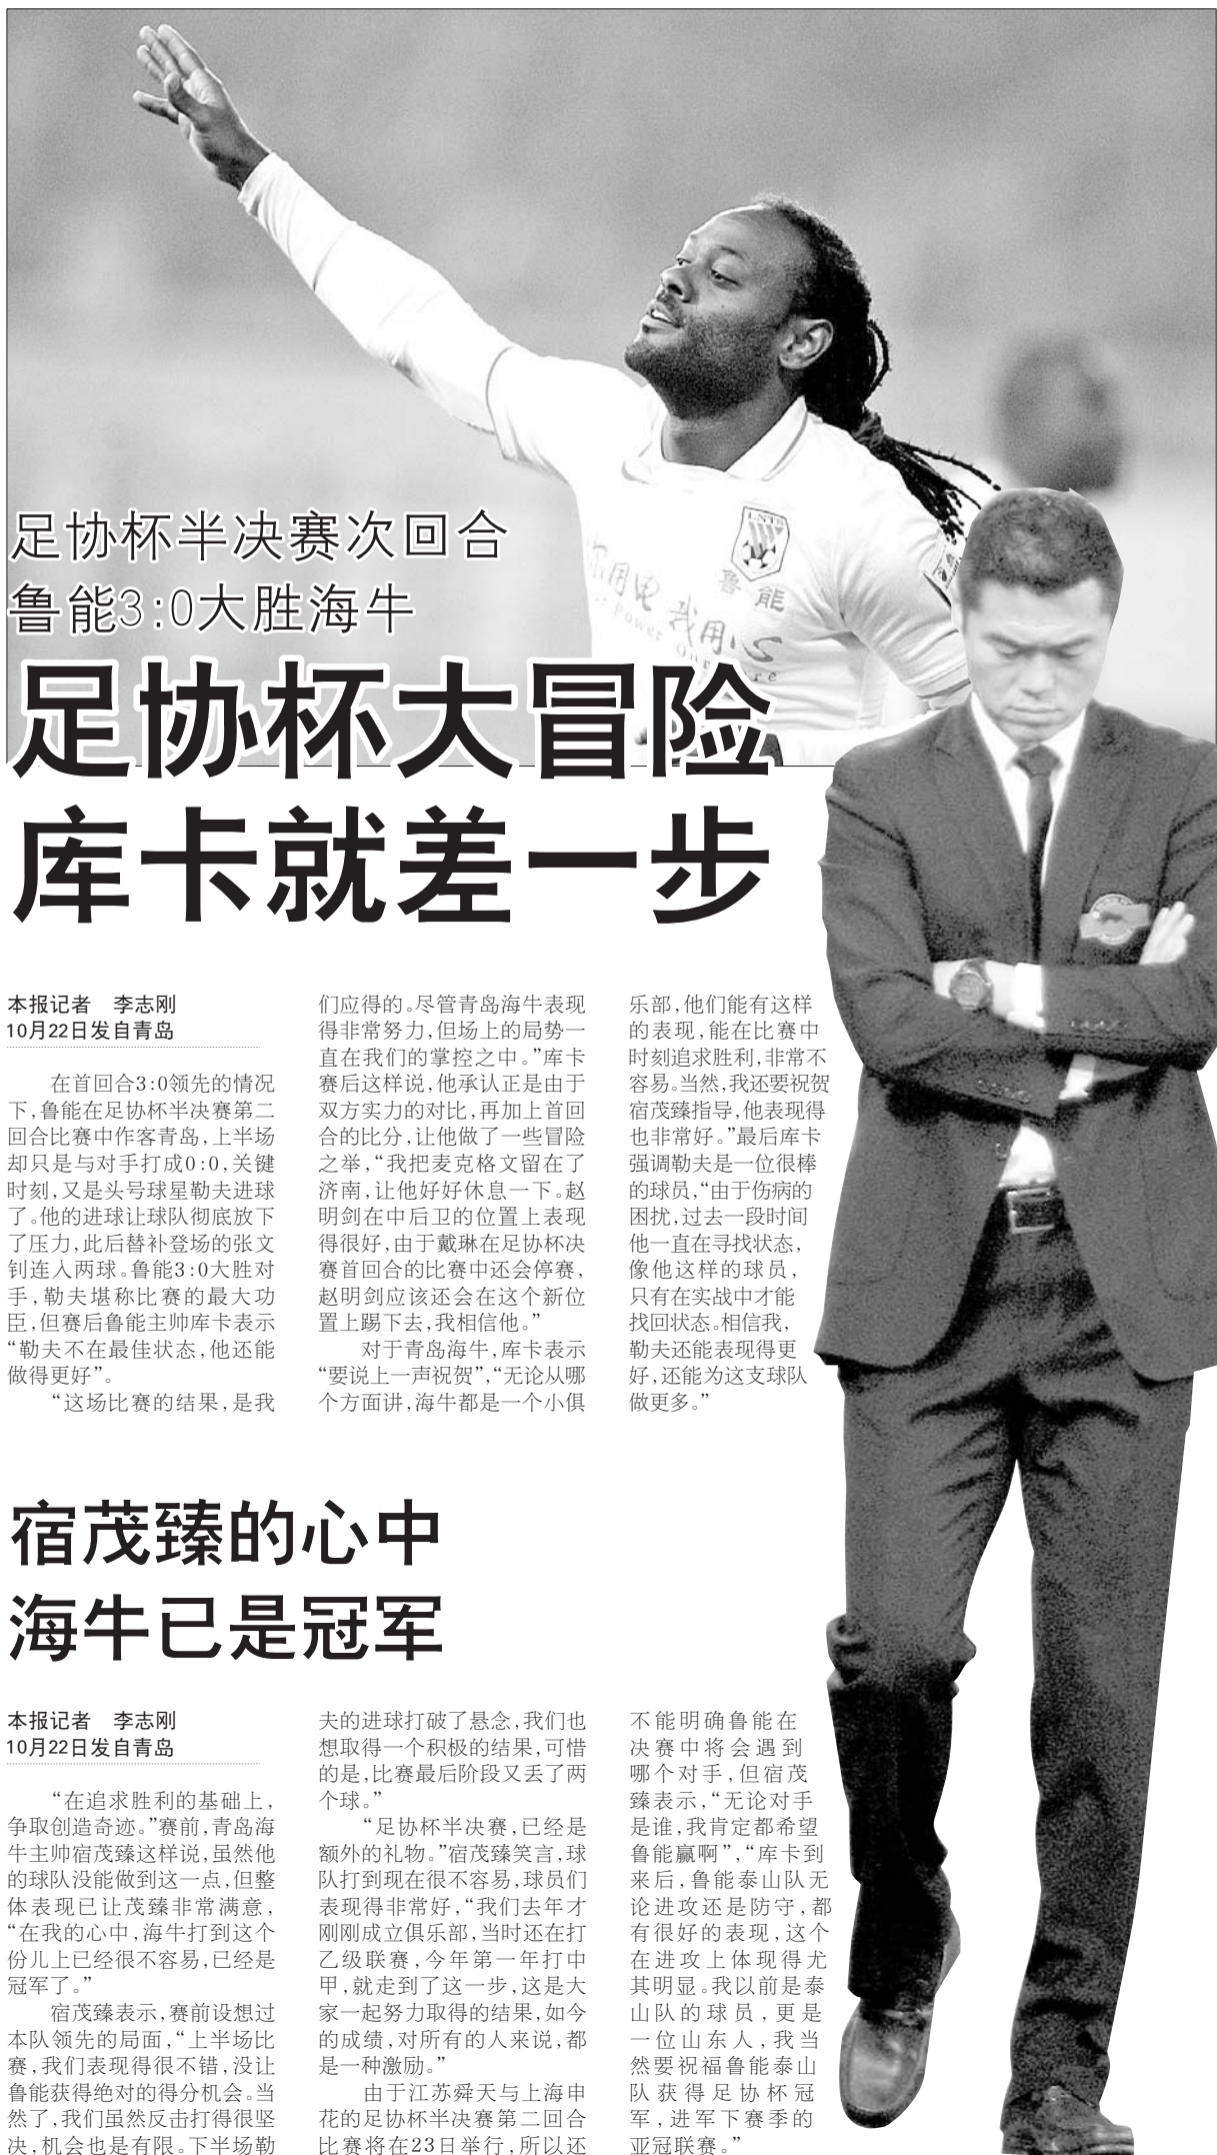 LNTS
鲁能
你用电 我用心
Power
Our
re
足协杯半决赛次回合
鲁能3:0大胜海牛
足协杯大冒险
库卡就差一步
本报记者　李志刚
10月22日发自青岛
在首回合3:0领先的情况
下,鲁能在足协杯半决赛第二
回合比赛中作客青岛,上半场
却只是与对手打成0:0,关键
时刻,又是头号球星勒夫进球
了。他的进球让球队彻底放下
了压力,此后替补登场的张文
钊连入两球。鲁能3:0大胜对
手,勒夫堪称比赛的最大功
臣,但赛后鲁能主帅库卡表示
“勒夫不在最佳状态,他还能
做得更好”。
“这场比赛的结果,是我
们应得的。尽管青岛海牛表现
得非常努力,但场上的局势一
直在我们的掌控之中。”库卡
赛后这样说,他承认正是由于
双方实力的对比,再加上首回
合的比分,让他做了一些冒险
之举,“我把麦克格文留在了
济南,让他好好休息一下。赵
明剑在中后卫的位置上表现
得很好,由于戴琳在足协杯决
赛首回合的比赛中还会停赛,
赵明剑应该还会在这个新位
置上踢下去,我相信他。”
对于青岛海牛,库卡表示
“要说上一声祝贺”,“无论从哪
个方面讲,海牛都是一个小俱
乐部,他们能有这样
的表现,能在比赛中
时刻追求胜利,非常不
容易。当然,我还要祝贺
宿茂臻指导,他表现得
也非常好。”最后库卡
强调勒夫是一位很棒
的球员,“由于伤病的
困扰,过去一段时间
他一直在寻找状态,
像他这样的球员,
只有在实战中才能
找回状态。相信我,
勒夫还能表现得更
好,还能为这支球队
做更多。”
宿茂臻的心中
海牛已是冠军
本报记者　李志刚
10月22日发自青岛
“在追求胜利的基础上,
争取创造奇迹。”赛前,青岛海
牛主帅宿茂臻这样说,虽然他
的球队没能做到这一点,但整
体表现已让茂臻非常满意,
“在我的心中,海牛打到这个
份儿上已经很不容易,已经是
冠军了。”
宿茂臻表示,赛前设想过
本队领先的局面,“上半场比
赛,我们表现得很不错,没让
鲁能获得绝对的得分机会。当
然了,我们虽然反击打得很坚
决,机会也是有限。下半场勒
夫的进球打破了悬念,我们也
想取得一个积极的结果,可惜
的是,比赛最后阶段又丢了两
个球。”
“足协杯半决赛,已经是
额外的礼物。”宿茂臻笑言,球
队打到现在很不容易,球员们
表现得非常好,“我们去年才
刚刚成立俱乐部,当时还在打
乙级联赛,今年第一年打中
甲,就走到了这一步,这是大
家一起努力取得的结果,如今
的成绩,对所有的人来说,都
是一种激励。”
由于江苏舜天与上海申
花的足协杯半决赛第二回合
比赛将在23日举行,所以还
不能明确鲁能在
决赛中将会遇到
哪个对手,但宿茂
臻表示,“无论对手
是谁,我肯定都希望
鲁能赢啊”,“库卡到
来后,鲁能泰山队无
论进攻还是防守,都
有很好的表现,这个
在进攻上体现得尤
其明显。我以前是泰
山队的球员,更是
一位山东人,我当
然要祝福鲁能泰山
队获得足协杯冠
军,进军下赛季的
亚冠联赛。”